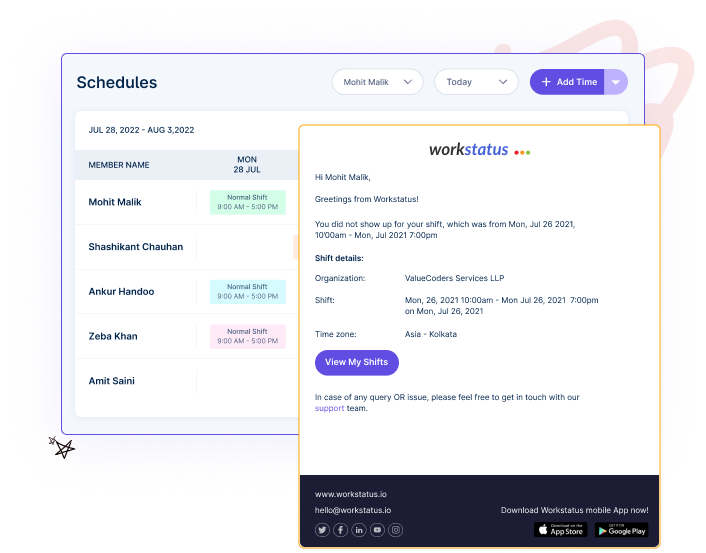 Schedules
Mohit Malik
Today
+ Add Time
JUL 28, 2022 - AUG 3,2022
MEMBER NAME
MON
28 JUL
Mohit Malik
Normal Shift
9:00 AM - 5:00 PM
Shashikant Chauhan
Ankur Handoo
Normal Shift
9:00 AM - 5:00 PM
Zeba Khan
Normal Shift
9:00 AM - 5:00 PM
Amit Saini
workstatus
Hi Mohit Malik,
Greetings from Workstatus!
You did not show up for your shift, which was from Mon, Jul 26 2021,
10'00am - Mon, Jul 2021 7:00pm
Shift details:
Organization: ValueCoders Services LLP
Shift: Mon, 26, 2021 10:00am - Mon Jul 26, 2021 7:00pm
on Mon, Jul 26, 2021
Time zone: Asia - Kolkata
View My Shifts
In case of any query OR issue, please feel free to get in touch with our
support team.
www.workstatus.io
hello@workstatus.io
Download Workstatus mobile App now!
Download on the
App Store
GET IT ON
Google Play